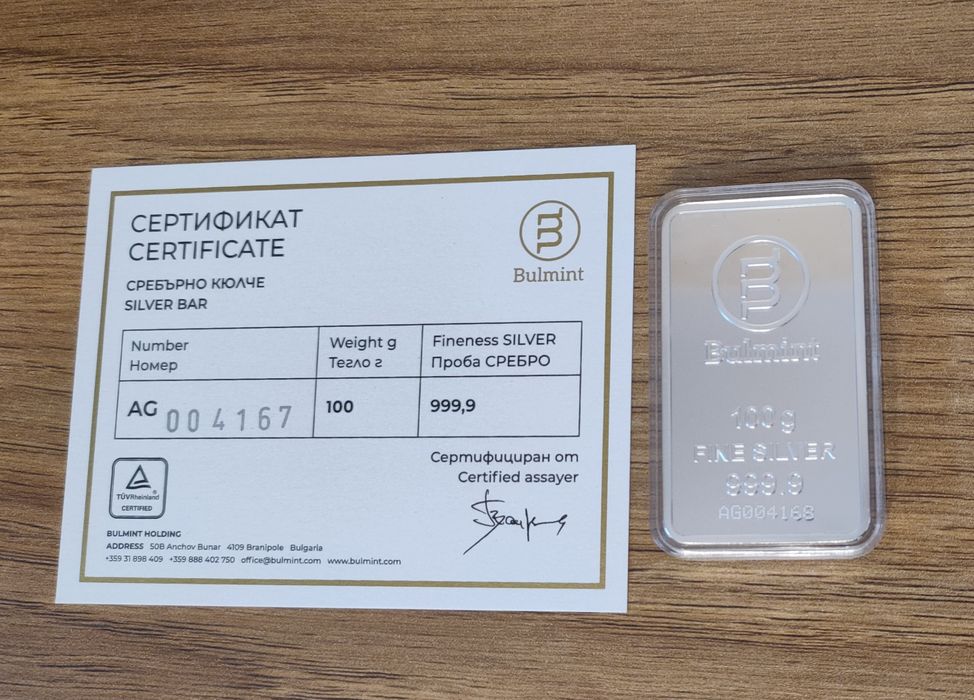 СЕРТИФИКАТ
CERTIFICATE
Bulmint
СРЕБЪРНО КЮЛЧЕ
SILVER BAR
Number Weight g Fineness SILVER
Номер Тегло г Проба СРЕБРО
AG 004167 100 999,9
Сертифициран от
Certified assayer
TÜVRheinland®
CERTIFIED
BULMINT HOLDING
ADDRESS 50B Anchov Bunar 4109 Branipole Bulgaria
+359 31 898 409 +359 888 402 750 office@bulmint.com www.bulmint.com
Bulmint
100 g
FINE SILVER
999.9
AG004168